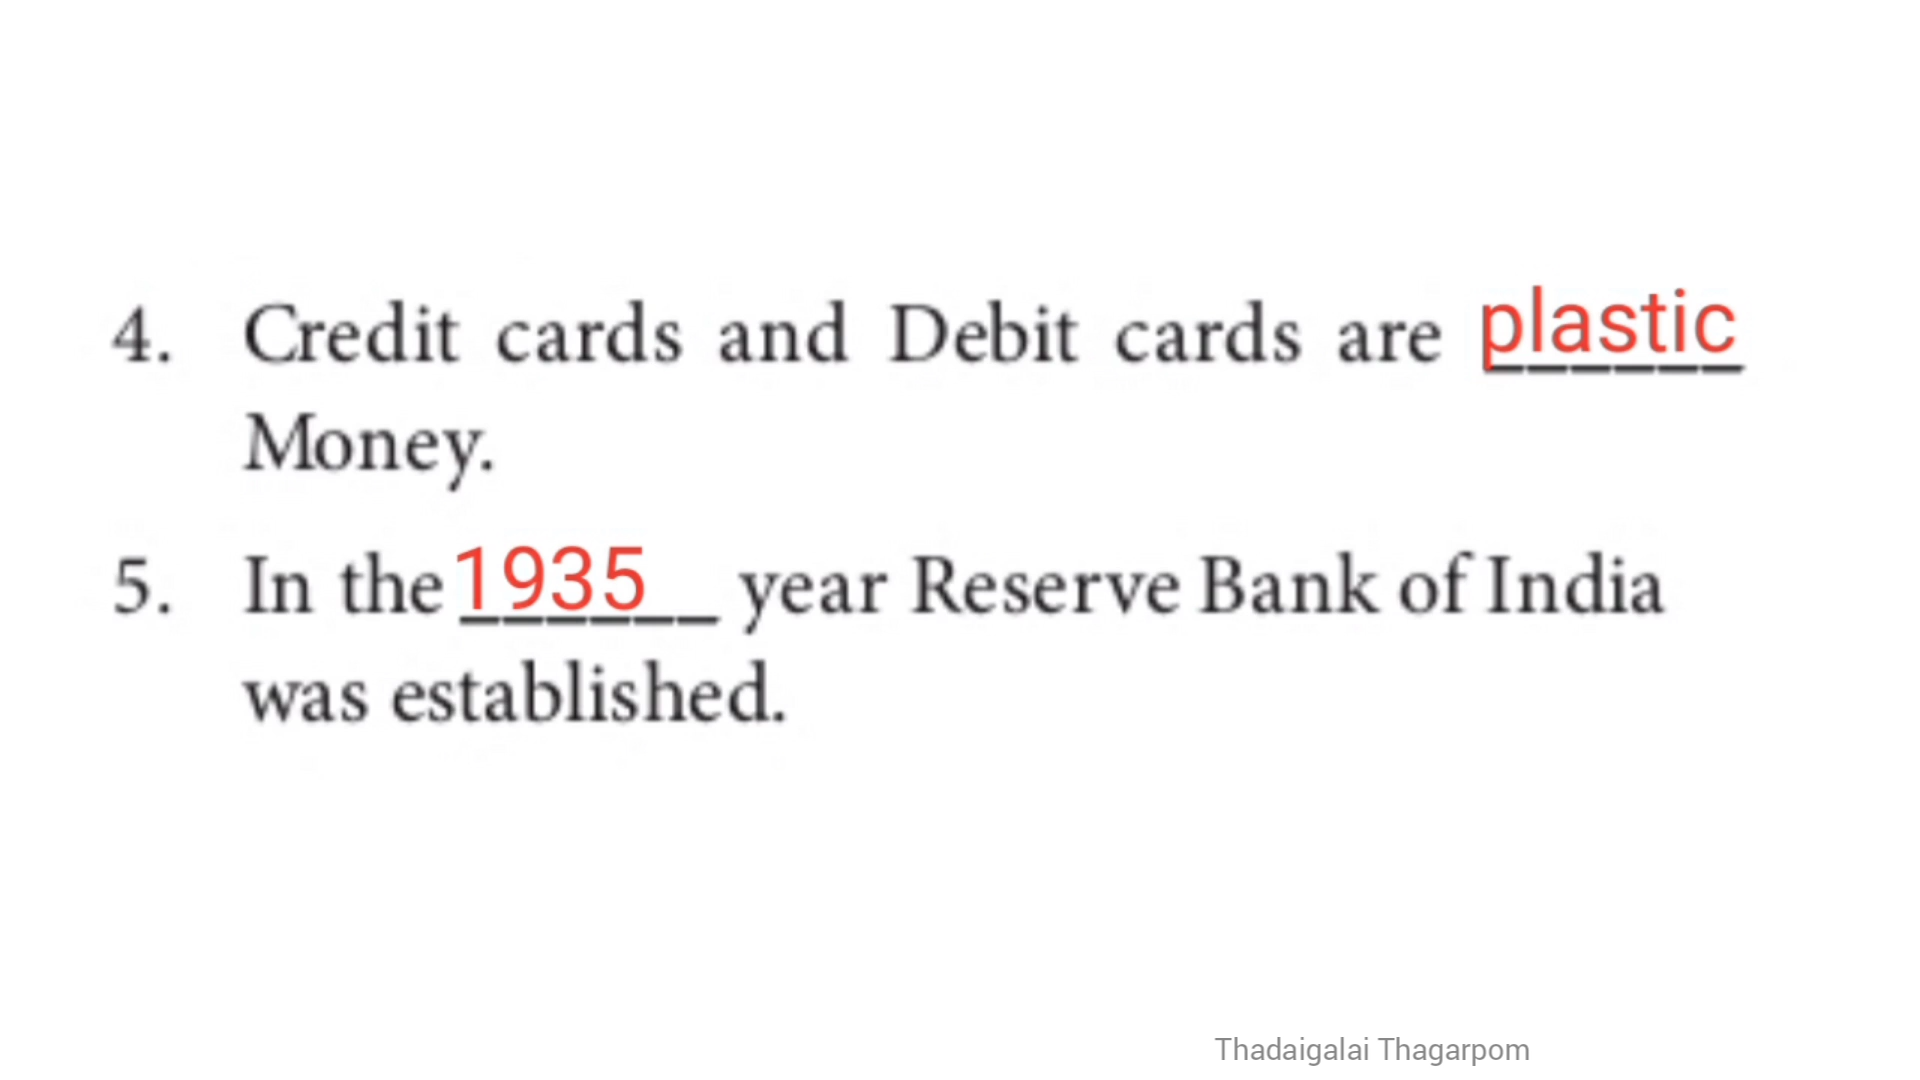 4. Credit cards and Debit cards are plastic
Money.
5. In the 1935 year Reserve Bank of India
was established.
Thadaigalai Thagarpom